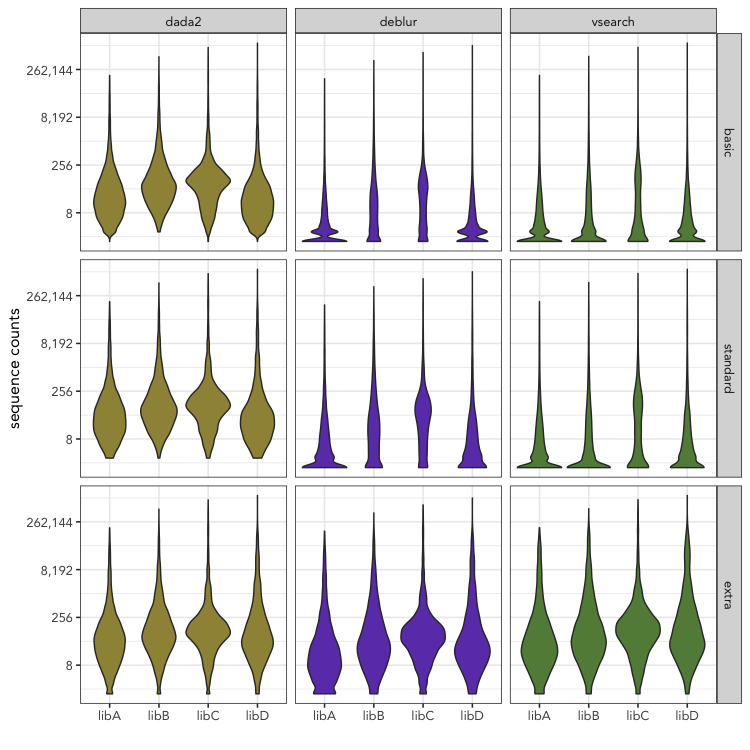 dada2 deblur vsearch
262,144
8,192
256
8
basic
262,144
8,192
256
8
standard
262,144
8,192
256
8
extra
sequence counts
libA libB libC libD libA libB libC libD libA libB libC libD